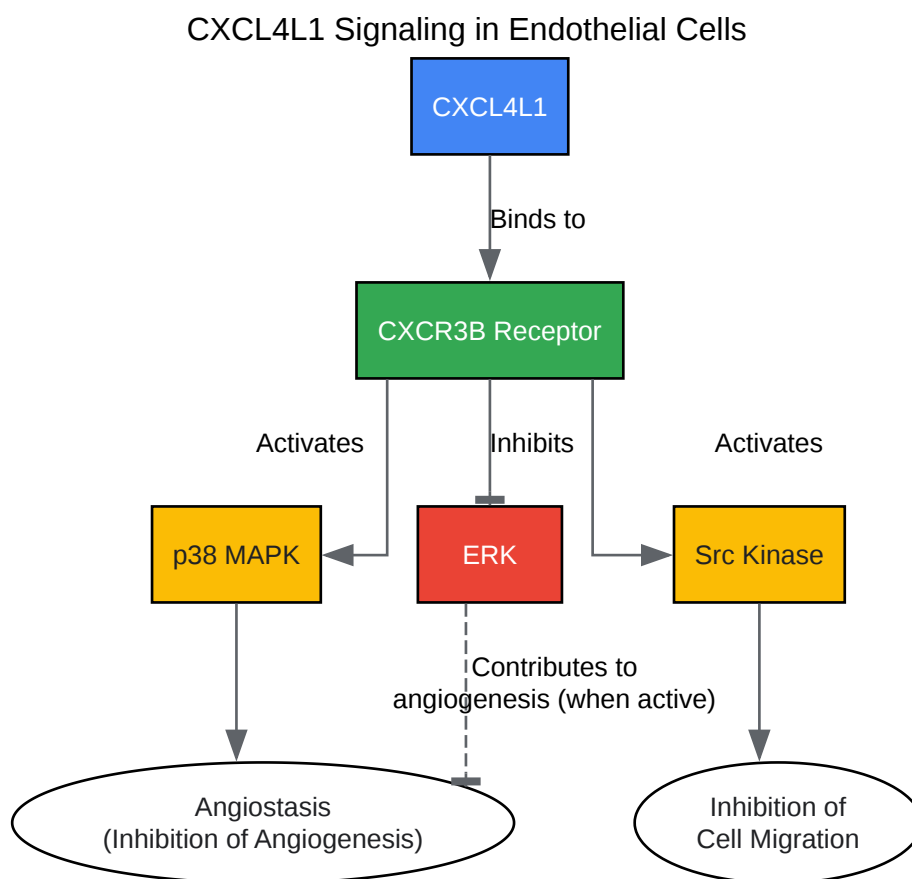 CXCL4L1 Signaling in Endothelial Cells
CXCL4L1
Binds to
CXCR3B Receptor
Activates
Inhibits
Activates
p38 MAPK
ERK
Src Kinase
Contributes to
angiogenesis (when active)
Angiostasis
(Inhibition of Angiogenesis)
Inhibition of
Cell Migration